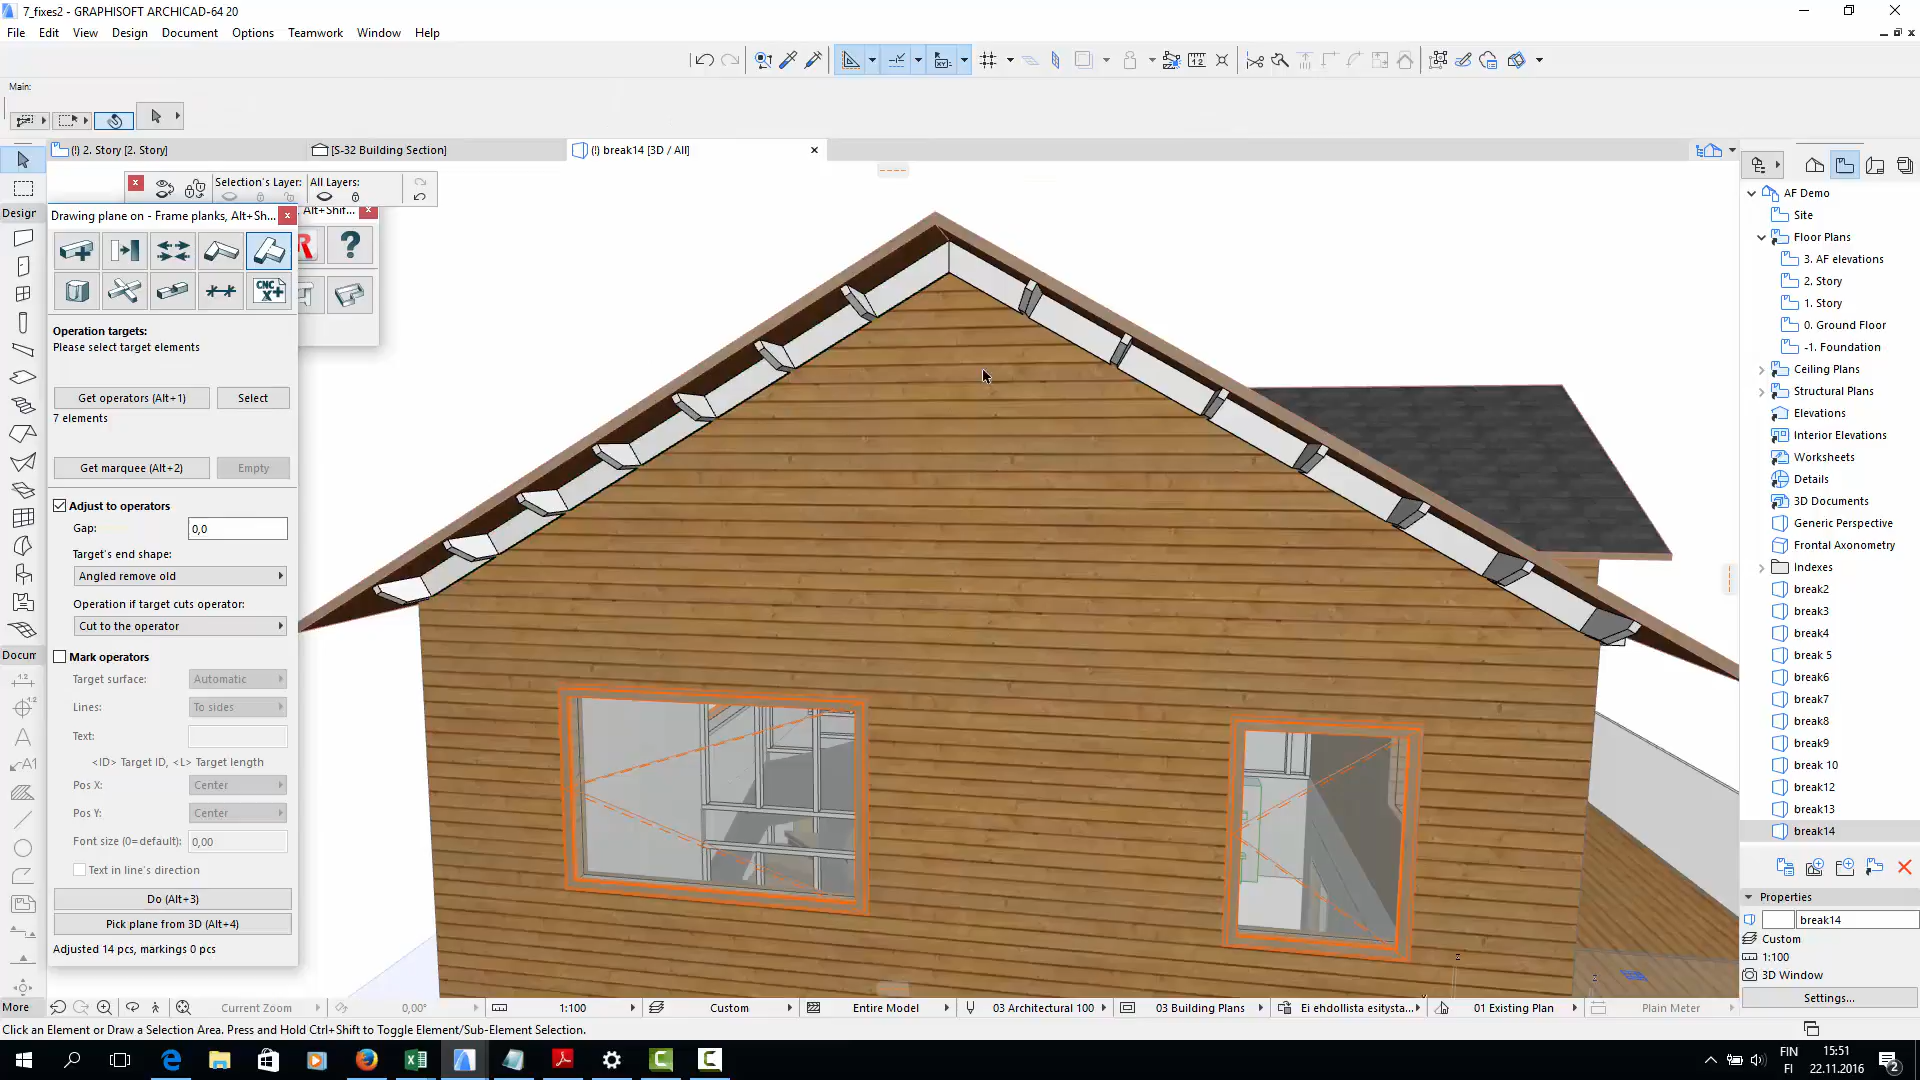 7_fixes2 - GRAPHISOFT ARCHICAD-64 20
File Edit View Design Document Options Teamwork Window Help
Main:
(!) 2. Story [2. Story]
[S-32 Building Section]
(!) break14 [3D / All]
Selection's Layer:
All Layers:
Drawing plane on - Frame planks, Alt+Sh...
, Alt+Shif...
CNC
Operation targets:
Please select target elements
Get operators (Alt+1)
Select
7 elements
Get marquee (Alt+2)
Empty
Adjust to operators
Gap:
0,0
Target's end shape:
Angled remove old
Operation if target cuts operator:
Cut to the operator
Mark operators
Target surface:
Automatic
Lines:
To sides
Text:
<ID> Target ID, <L> Target length
Pos X:
Center
Pos Y:
Center
Font size (0=default):
0,00
Text in line's direction
Do (Alt+3)
Pick plane from 3D (Alt+4)
Adjusted 14 pcs, markings 0 pcs
Design
Docum
More
AF Demo
Site
Floor Plans
3. AF elevations
2. Story
1. Story
0. Ground Floor
-1. Foundation
Ceiling Plans
Structural Plans
Elevations
Interior Elevations
Worksheets
Details
3D Documents
Generic Perspective
Frontal Axonometry
Indexes
break2
break3
break4
break 5
break6
break7
break8
break9
break 10
break12
break13
break14
Properties
break14
Custom
1:100
3D Window
Settings...
Current Zoom
0,00°
1:100
Custom
Entire Model
03 Architectural 100
03 Building Plans
Ei ehdollista esitysta...
01 Existing Plan
Plain Meter
Click an Element or Draw a Selection Area. Press and Hold Ctrl+Shift to Toggle Element/Sub-Element Selection.
FIN
FI
15:51
22.11.2016
2